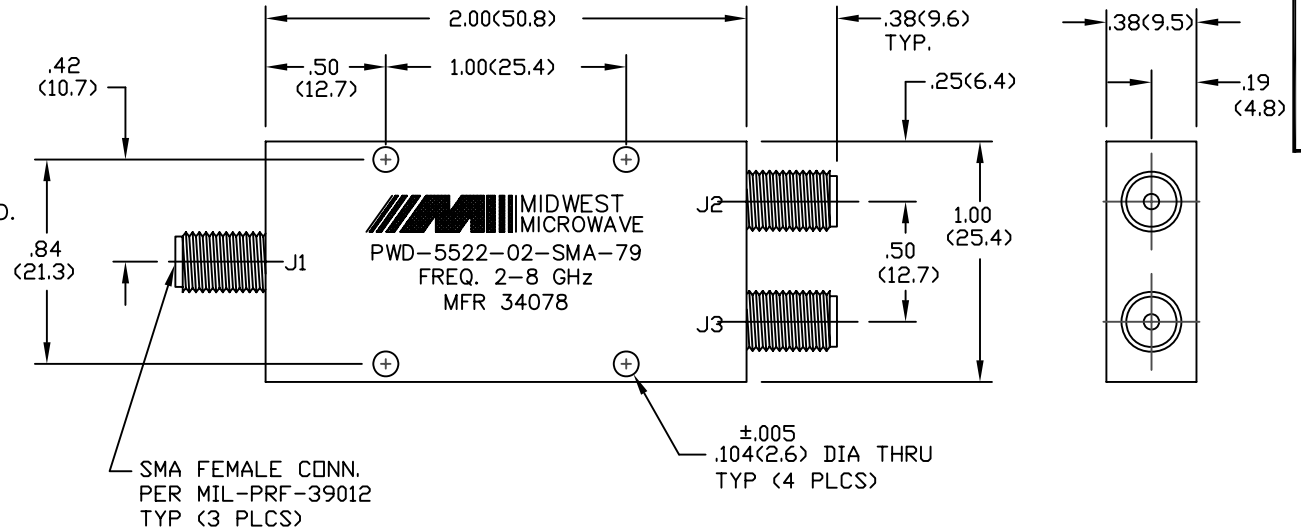 2.00(50.8)
.38(9.6)
TYP.
.38(9.5)
.42
(10.7)
.50
(12.7)
1.00(25.4)
.25(6.4)
.19
(4.8)
D.
.84
(21.3)
J1
MIDWEST
MICROWAVE
PWD-5522-02-SMA-79
FREQ. 2-8 GHz
MFR 34078
J2
J3
.50
(12.7)
1.00
(25.4)
±.005
.104(2.6) DIA THRU
TYP (4 PLCS)
SMA FEMALE CONN.
PER MIL-PRF-39012
TYP (3 PLCS)